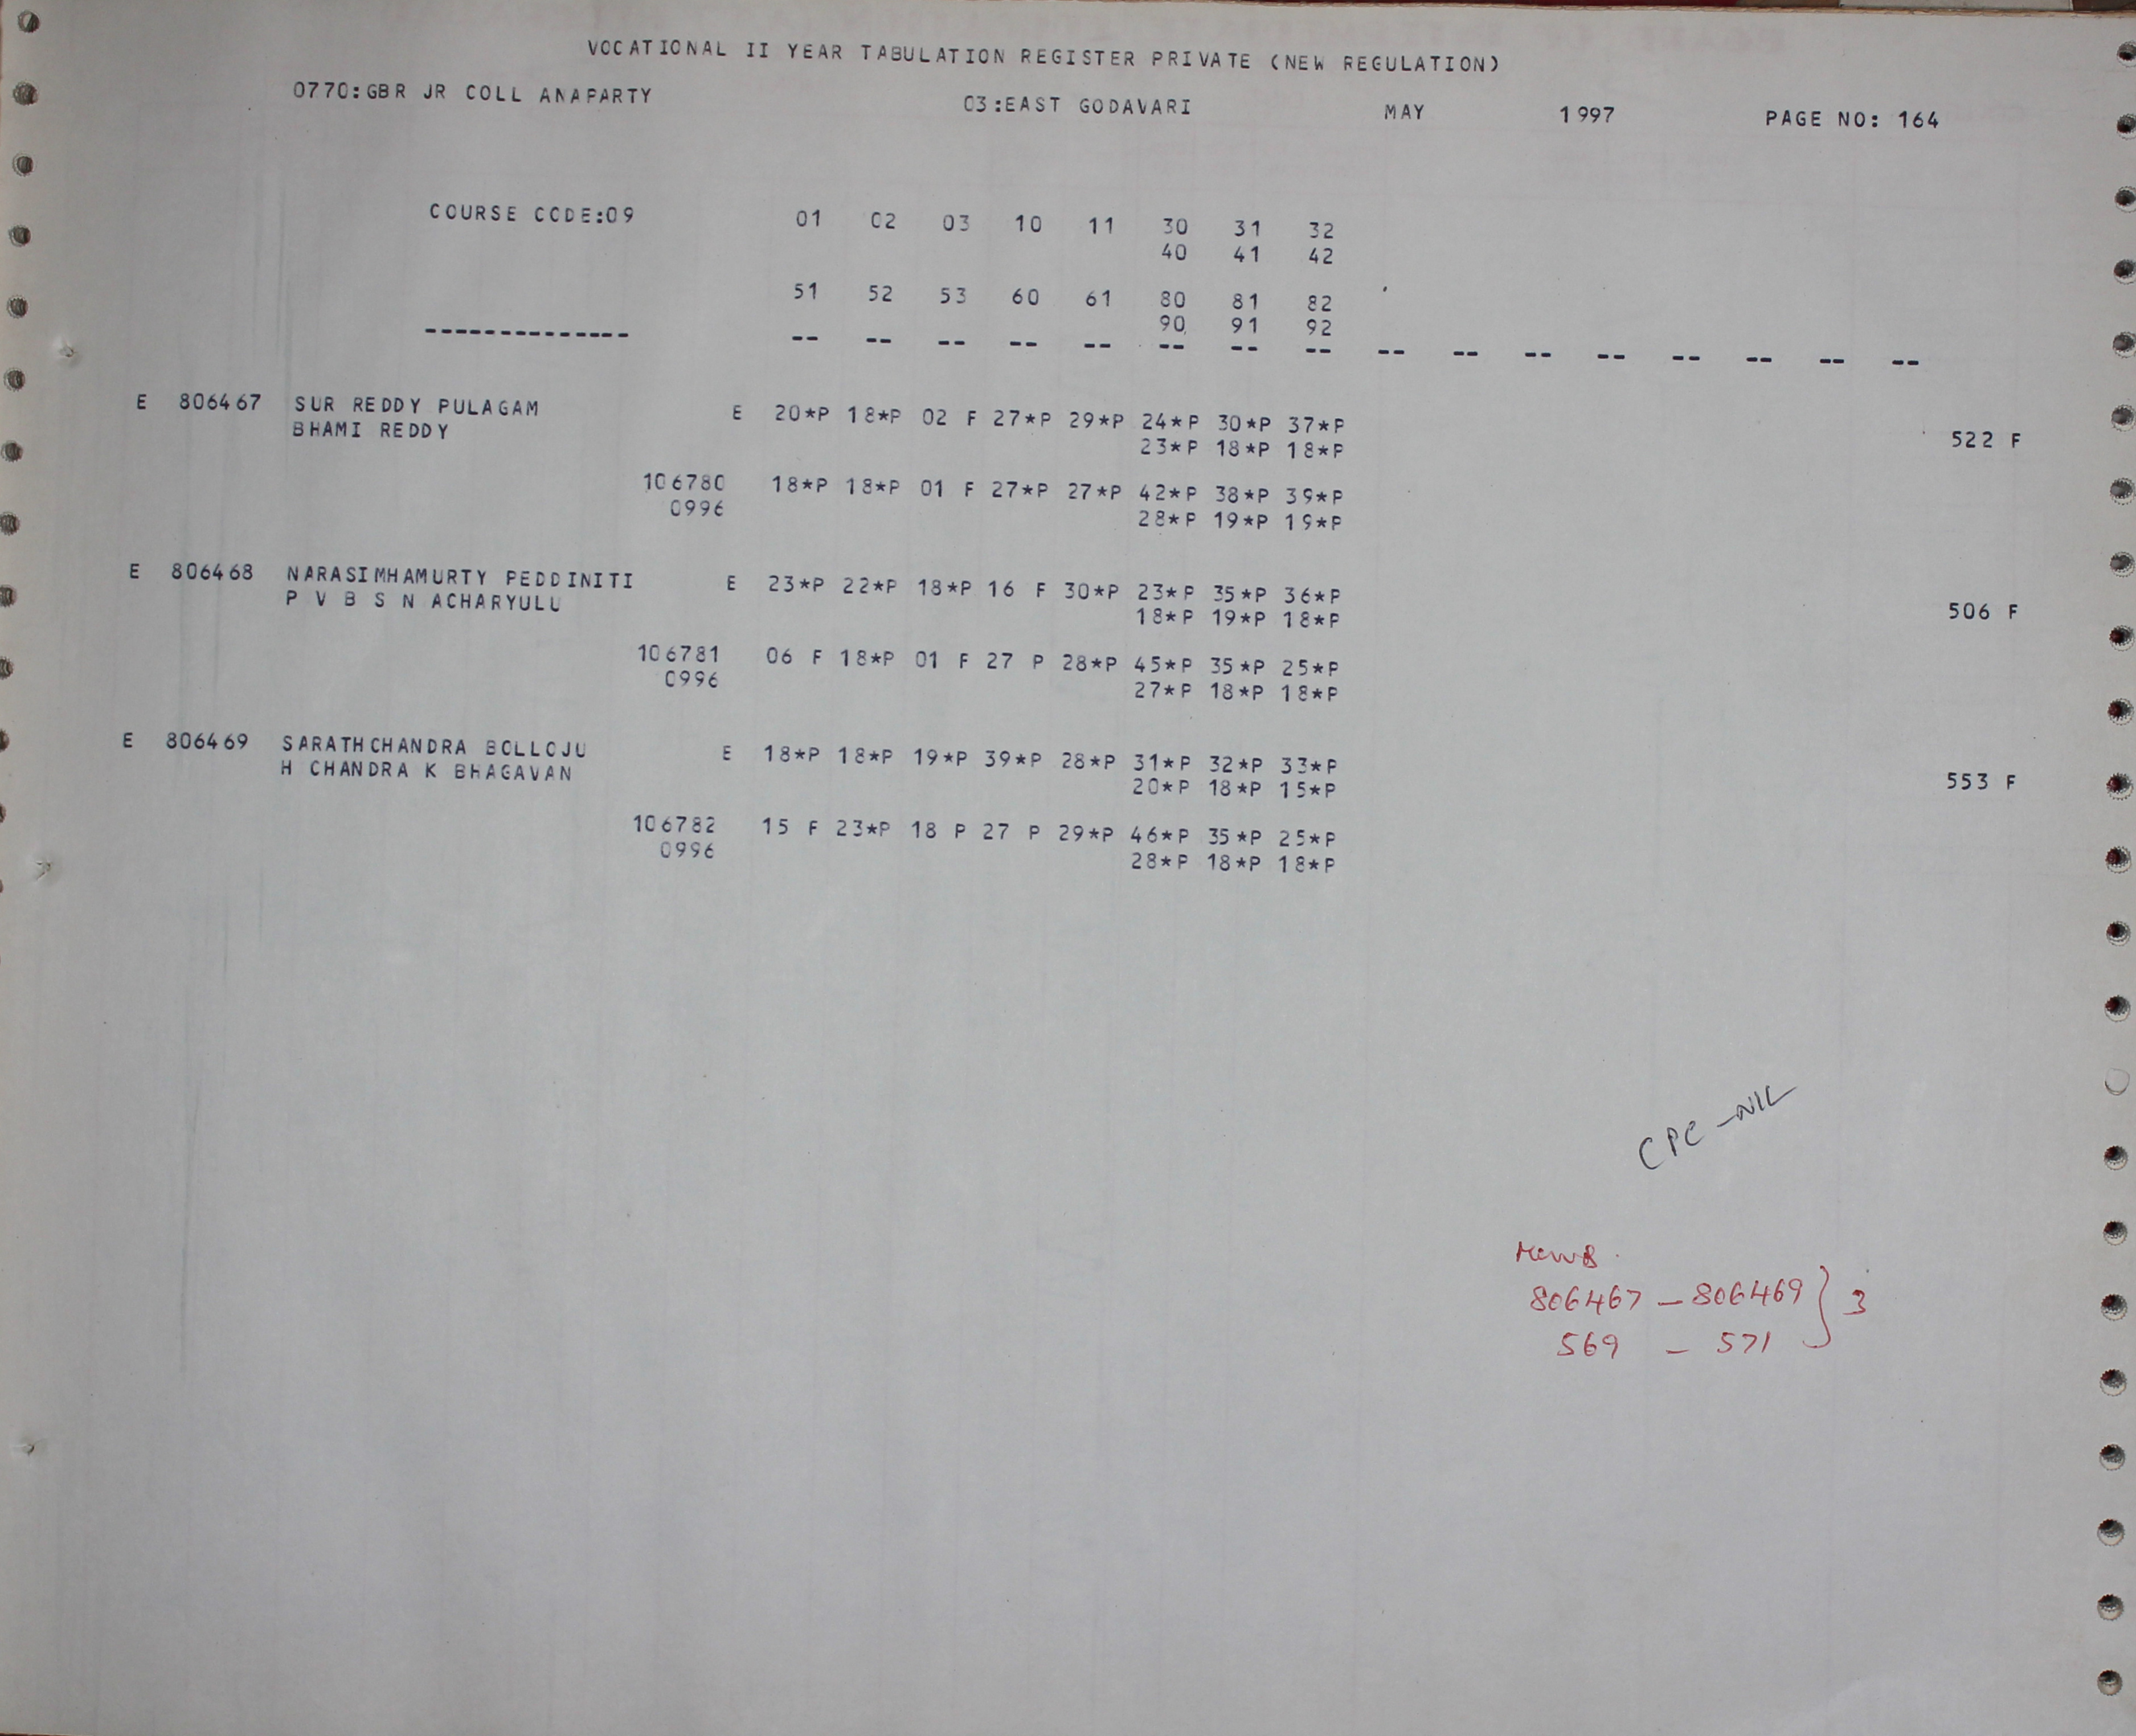 VOCATIONAL II YEAR TABULATION REGISTER PRIVATE (NEW REGULATION)
0770:GBR JR COLL ANAPARTY 03:EAST GODAVARI MAY 1997 PAGE NO: 164
COURSE CODE:09 01 02 03 10 11 30 31 32
40 41 42
51 52 53 60 61 80 81 82
90 91 92
-------------- -- -- -- -- -- -- -- -- -- -- -- -- -- -- -- --
E 806467 SUR REDDY PULAGAM E 20*P 18*P 02 F 27*P 29*P 24*P 30*P 37*P
BHAMI REDDY 23*P 18*P 18*P 522 F
106780 18*P 18*P 01 F 27*P 27*P 42*P 38*P 39*P
0996 28*P 19*P 19*P
E 806468 NARASIMHAMURTY PEDDINITI E 23*P 22*P 18*P 16 F 30*P 23*P 35*P 36*P
P V B S N ACHARYULU 18*P 19*P 18*P 506 F
106781 06 F 18*P 01 F 27 P 28*P 45*P 35*P 25*P
0996 27*P 18*P 18*P
E 806469 SARATHCHANDRA BOLLOJU E 18*P 18*P 19*P 39*P 28*P 31*P 32*P 33*P
H CHANDRA K BHAGAVAN 20*P 18*P 15*P 553 F
106782 15 F 23*P 18 P 27 P 29*P 46*P 35*P 25*P
0996 28*P 18*P 18*P
CPC - NIL
806467 - 806469 } 3
569 - 571